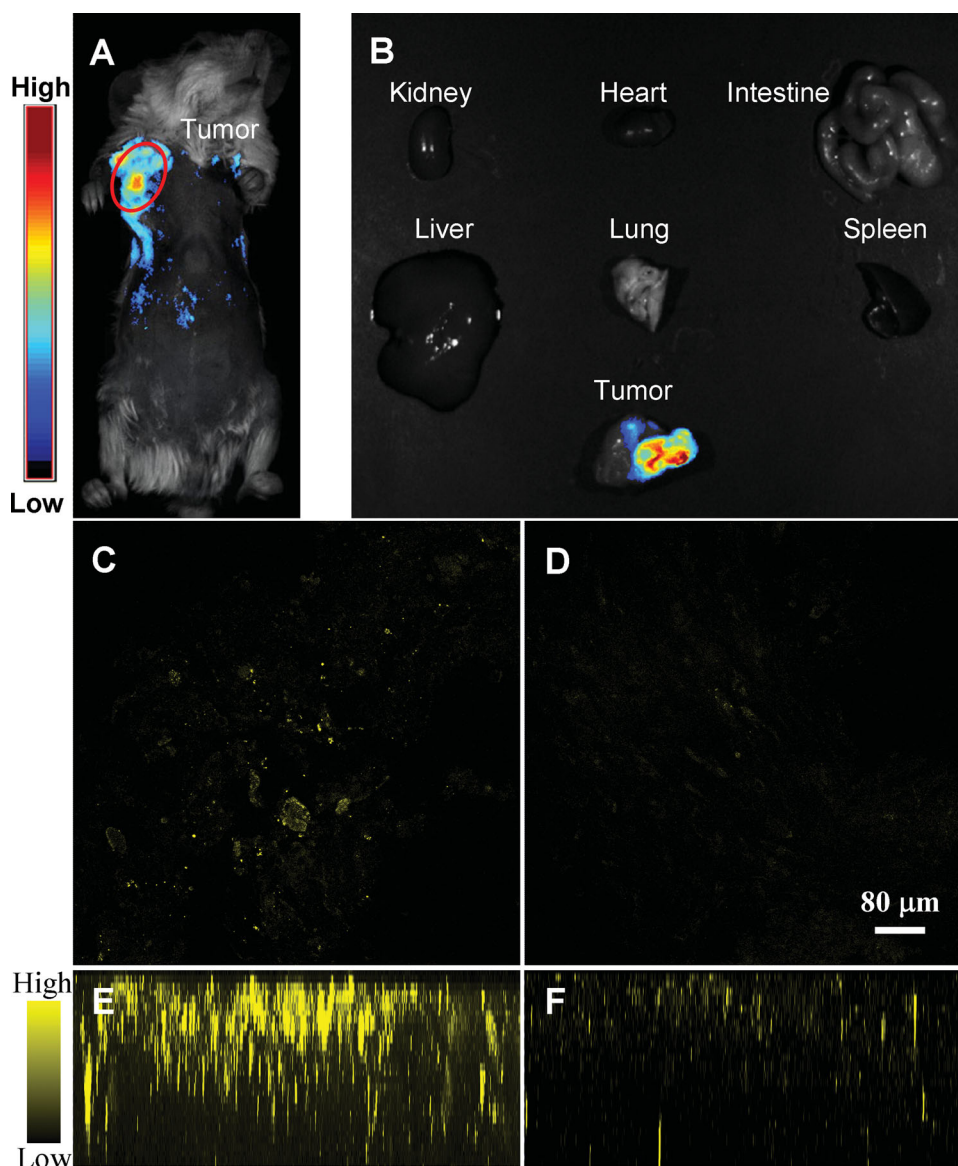 A
High
Tumor
Low
B
Kidney
Heart
Intestine
Liver
Lung
Spleen
Tumor
C
D
80 μm
High
E
F
Low